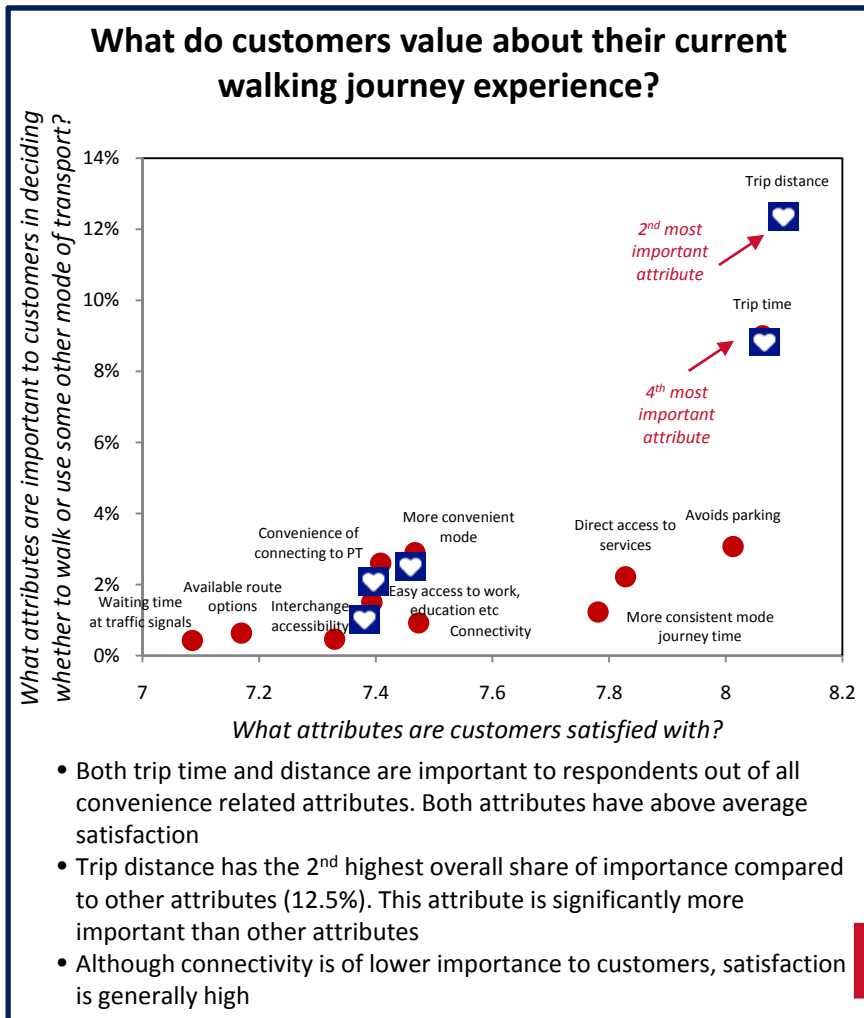 What do customers value about their current
walking journey experience?
What attributes are important to customers in deciding
whether to walk or use some other mode of transport?
14%
12%
10%
8%
6%
4%
2%
0%
Trip distance
2nd most
important
attribute
Trip time
4th most
important
attribute
Avoids parking
Direct access to
services
More convenient
mode
Convenience of
connecting to PT
Available route
options
Waiting time
at traffic signals
Interchange
accessibility
Easy access to work,
education etc
Connectivity
More consistent mode
journey time
7
7.2
7.4
7.6
7.8
8
8.2
What attributes are customers satisfied with?
• Both trip time and distance are important to respondents out of all
convenience related attributes. Both attributes have above average
satisfaction
• Trip distance has the 2nd highest overall share of importance compared
to other attributes (12.5%). This attribute is significantly more
important than other attributes
• Although connectivity is of lower importance to customers, satisfaction
is generally high